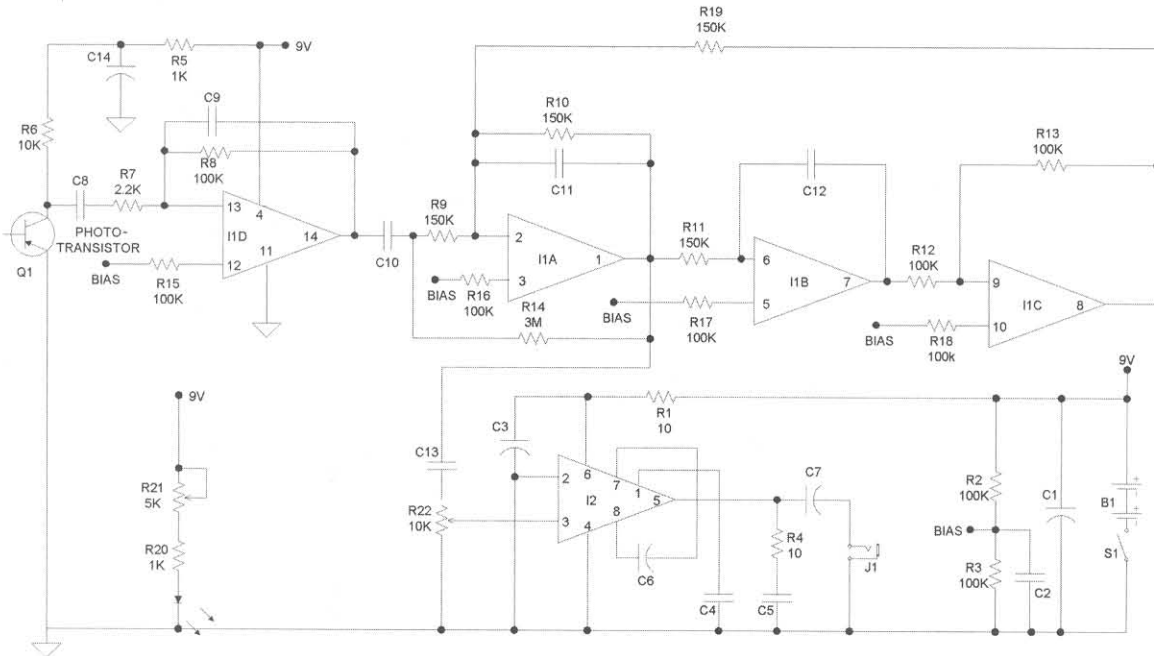 R19
150K
C14
R5
1K
9V
C9
R10
150K
R6
10K
R8
100K
C11
R13
100K
C8
R7
2.2K
C12
R9
150K
13
4
PHOTO-
TRANSISTOR
I1D
14
2
R11
150K
Q1
11
12
C10
I1A
1
6
R12
100K
BIAS
R15
100K
BIAS
3
R16
100K
R14
3M
I1B
7
9
I1C
8
BIAS
5
R17
100K
BIAS
10
R18
100k
9V
9V
R1
10
C3
C13
R21
5K
6
7
1
5
2
I2
8
3
4
C7
R2
100K
C1
B1
+
+
R22
10K
BIAS
S1
R20
1K
R4
10
C6
J1
R3
100K
C2
C4
C5